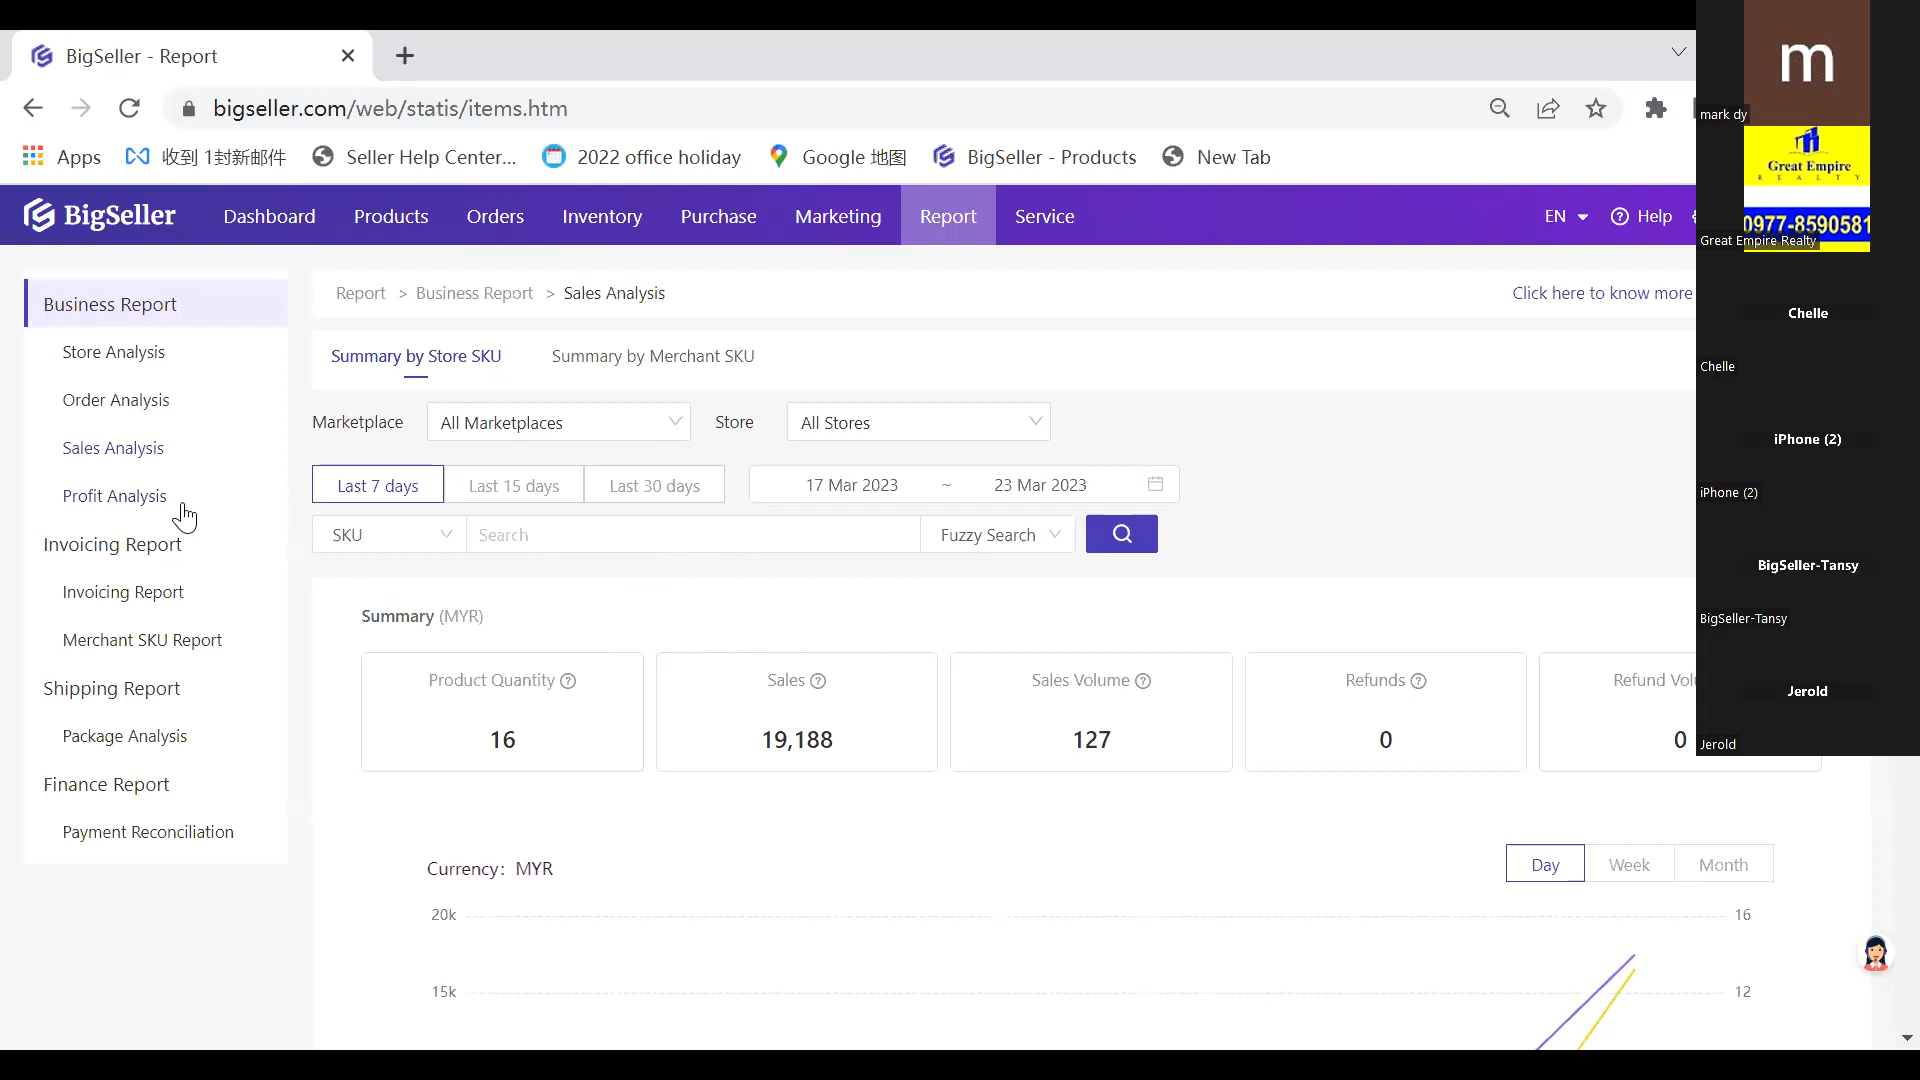 BigSeller - Report
bigseller.com/web/statis/items.htm
Apps 收到 1封新邮件 Seller Help Center... 2022 office holiday Google 地图 BigSeller - Products New Tab
BigSeller Dashboard Products Orders Inventory Purchase Marketing Report Service EN Help
Business Report
Store Analysis
Order Analysis
Sales Analysis
Profit Analysis
Invoicing Report
Invoicing Report
Merchant SKU Report
Shipping Report
Package Analysis
Finance Report
Payment Reconciliation
Report > Business Report > Sales Analysis Click here to know more
Summary by Store SKU Summary by Merchant SKU
Marketplace All Marketplaces Store All Stores
Last 7 days Last 15 days Last 30 days 17 Mar 2023 ~ 23 Mar 2023
SKU Search Fuzzy Search
Summary (MYR)
Product Quantity Sales Sales Volume Refunds Refund Vol
16 19,188 127 0 0
Currency: MYR Day Week Month
20k 16
15k 12
m
mark dy
Great Empire
REALTY
0977-8590581
Great Empire Realty
Chelle
Chelle
iPhone (2)
iPhone (2)
BigSeller-Tansy
BigSeller-Tansy
Jerold
Jerold